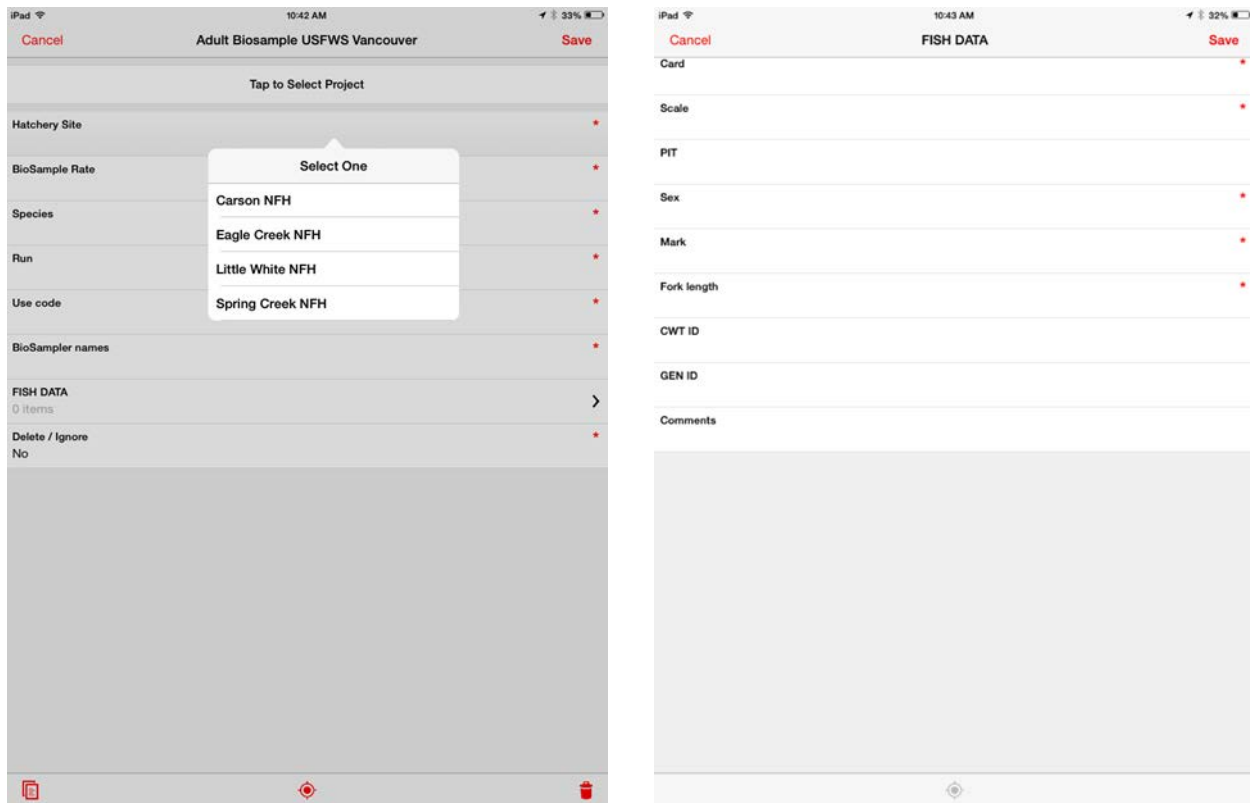 iPad 10:42 AM 33%
Cancel Adult Biosample USFWS Vancouver Save
Tap to Select Project
Hatchery Site *
BioSample Rate *
Species *
Run *
Use code *
BioSampler names *
FISH DATA
0 items
Delete / Ignore *
No
Select One
Carson NFH
Eagle Creek NFH
Little White NFH
Spring Creek NFH
iPad 10:43 AM 32%
Cancel FISH DATA Save
Card *
Scale *
PIT
Sex *
Mark *
Fork length *
CWT ID
GEN ID
Comments